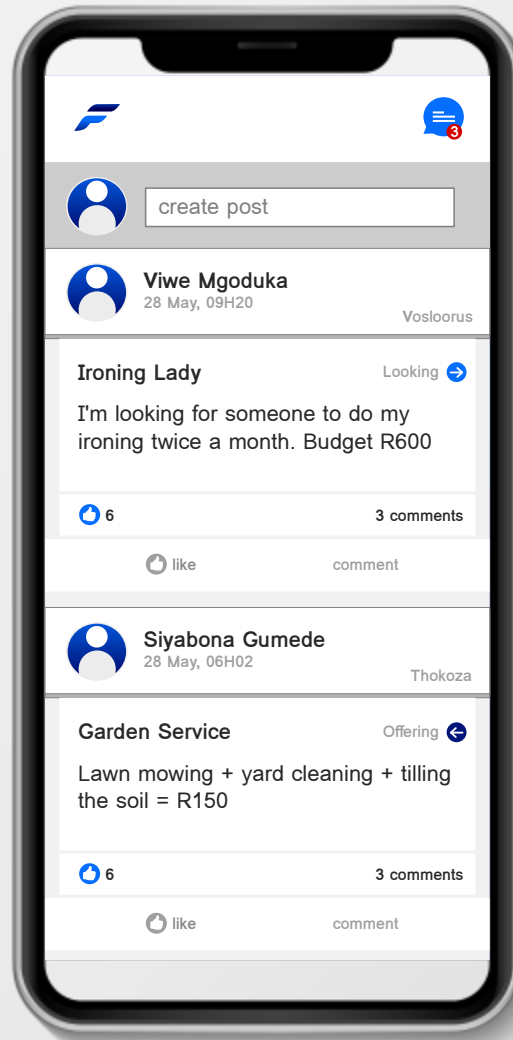 3
create post
Viwe Mgoduka
28 May, 09H20
Vosloorus
Ironing Lady
Looking
I'm looking for someone to do my
ironing twice a month. Budget R600
6
3 comments
like
comment
Siyabona Gumede
28 May, 06H02
Thokoza
Garden Service
Offering
Lawn mowing + yard cleaning + tilling
the soil = R150
6
3 comments
like
comment